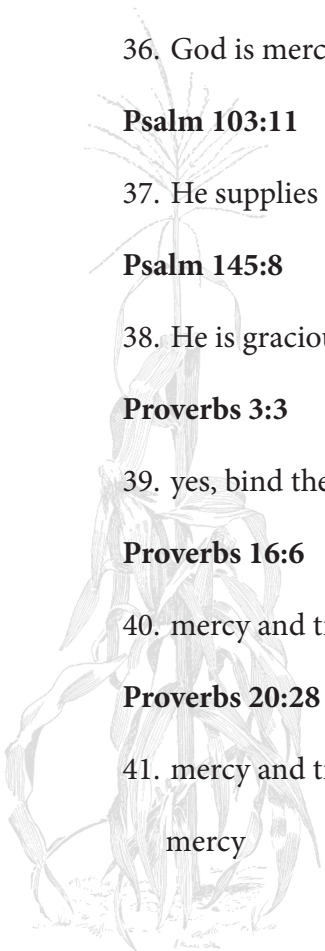 36. God is merc
Psalm 103:11
37. He supplies
Psalm 145:8
38. He is graciou
Proverbs 3:3
39. yes, bind the
Proverbs 16:6
40. mercy and t
Proverbs 20:28
41. mercy and t
mercy